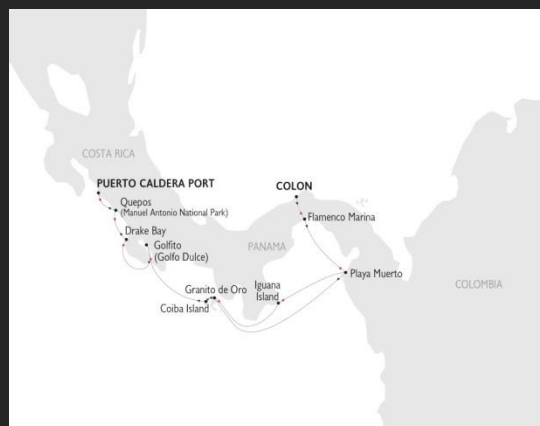 COSTA RICA
PUERTO CALDERA PORT
COLON
Quepos
(Manuel Antonio National Park)
Flamenco Marina
Drake Bay
Golfito
(Golfo Dulce)
PANAMA
Playa Muerto
Granito de Oro
Iguana
Island
Coiba Island
COLOMBIA